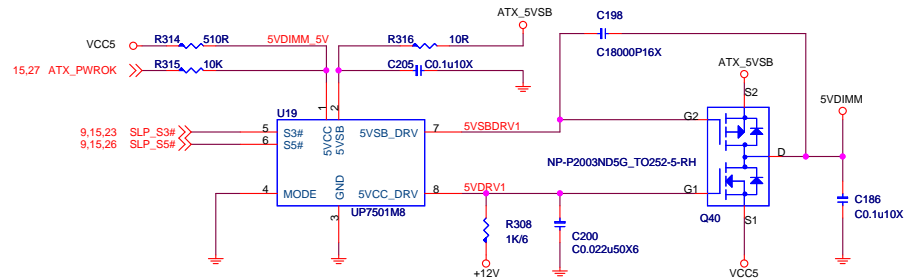 ATX_5VSB
C198
R314 510R 5VDIMM_5V R316 10R
VCC5
C18000P16X
15,27 ATX_PWROK R315 10K C205 C0.1u10X
ATX_5VSB
U19
1 2
S2
5VDIMM
5VCC 5VSB
9,15,23 SLP_S3# 5 S3# 5VSB_DRV 7 5VSBDRV1 G2
9,15,26 SLP_S5# 6 S5#
D
NP-P2003ND5G_TO252-5-RH
4 MODE GND 5VCC_DRV 8 5VDRV1 G1
C186
C0.1u10X
3 UP7501M8
Q40 S1
R308
1K/6
C200
C0.022u50X6
+12V
VCC5